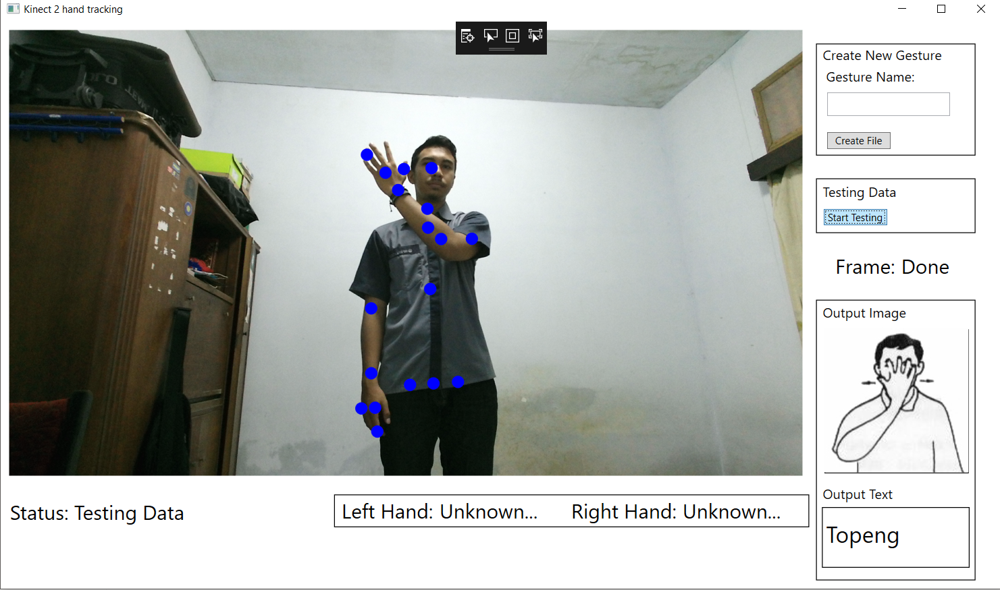 Kinect 2 hand tracking
Create New Gesture
Gesture Name:
Create File
Testing Data
Start Testing
Frame: Done
Output Image
Output Text
Topeng
Status: Testing Data
Left Hand: Unknown...
Right Hand: Unknown...